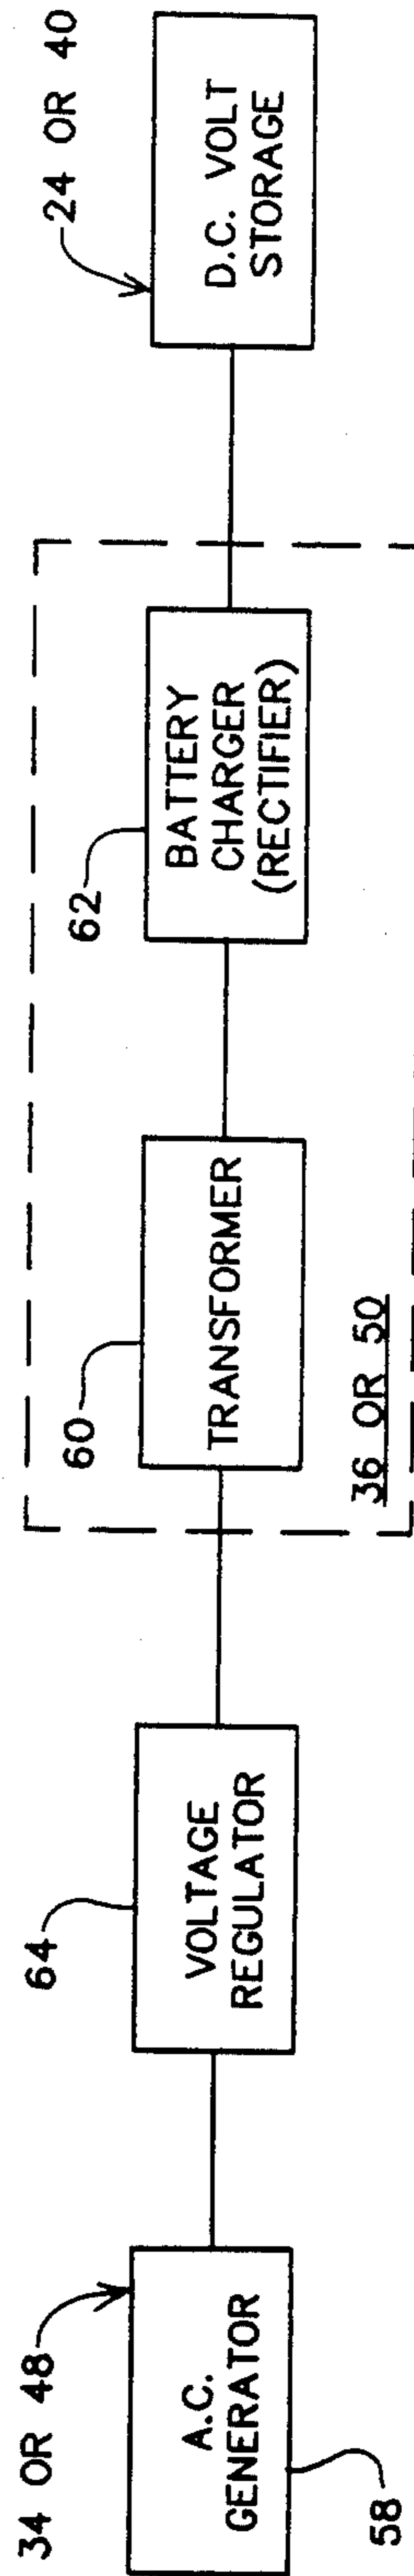 34 OR 48
A.C.
GENERATOR
58
64
VOLTAGE
REGULATOR
60
TRANSFORMER
36 OR 50
62
BATTERY
CHARGER
(RECTIFIER)
24 OR 40
D.C. VOLT
STORAGE